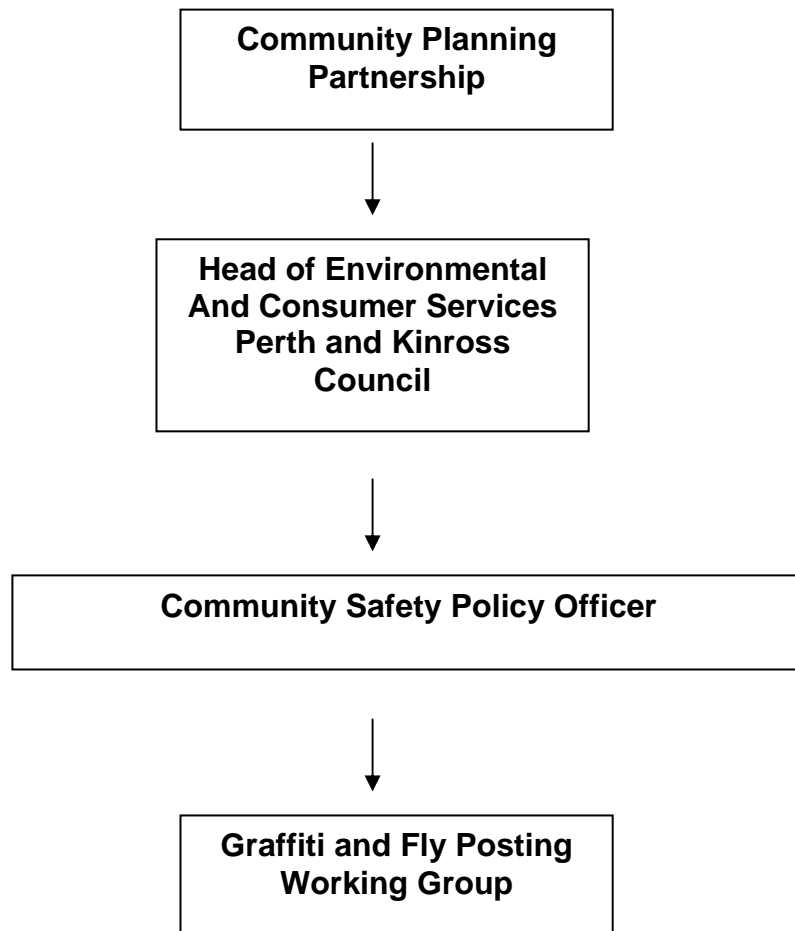 Community Planning
Partnership
Head of Environmental
And Consumer Services
Perth and Kinross
Council
Community Safety Policy Officer
Graffiti and Fly Posting
Working Group